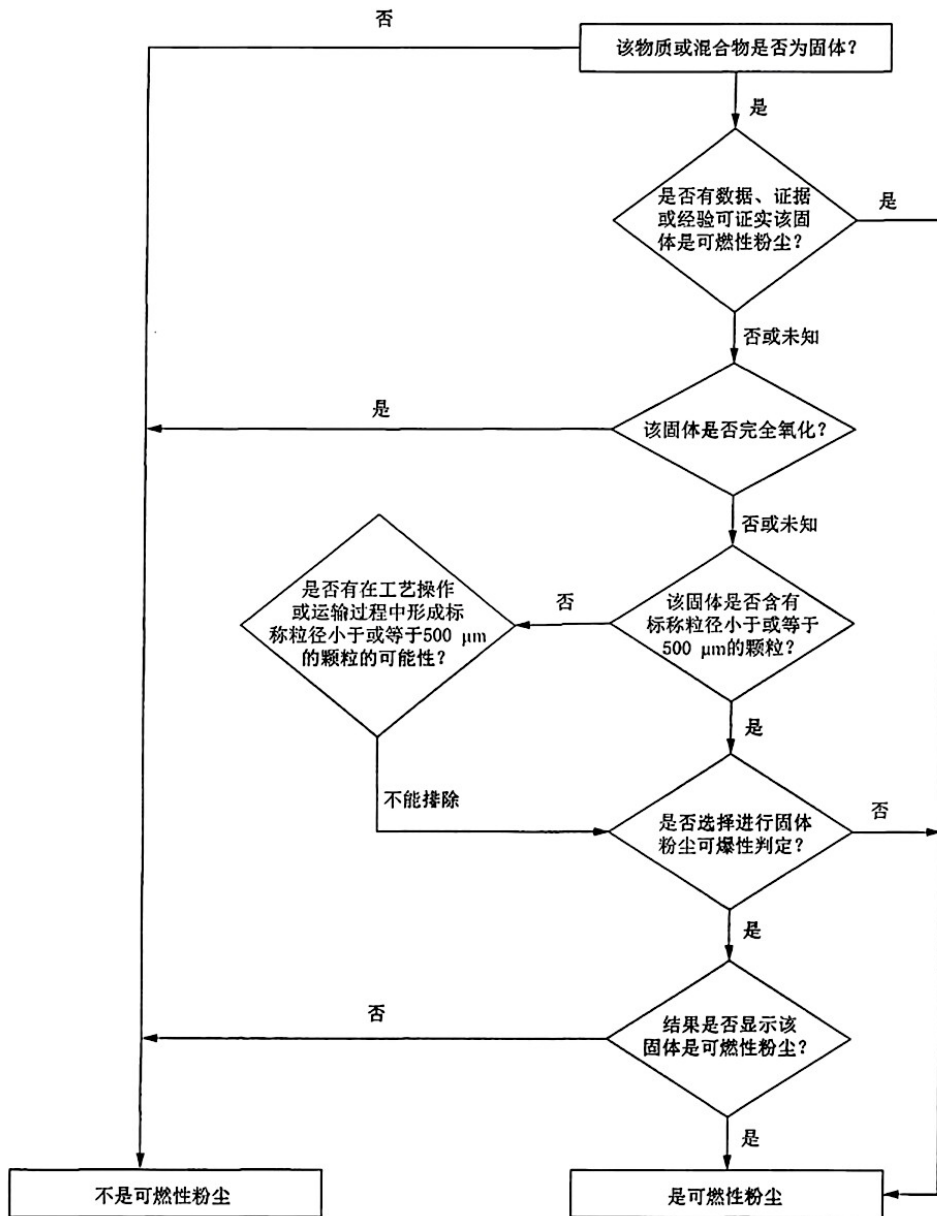 否
该物质或混合物是否为固体？
是
是否有数据、证据
或经验可证实该固
体是可燃性粉尘？
是
否或未知
是
该固体是否完全氧化？
否或未知
是否有在工艺操作
或运输过程中形成标
称粒径小于或等于500 μm
的颗粒的可能性？
否
该固体是否含有
标称粒径小于或等于
500 μm的颗粒？
是
不能排除
是否选择进行固体
粉尘可爆性判定？
否
是
否
结果是否显示该
固体是可燃性粉尘？
是
不是可燃性粉尘
是可燃性粉尘